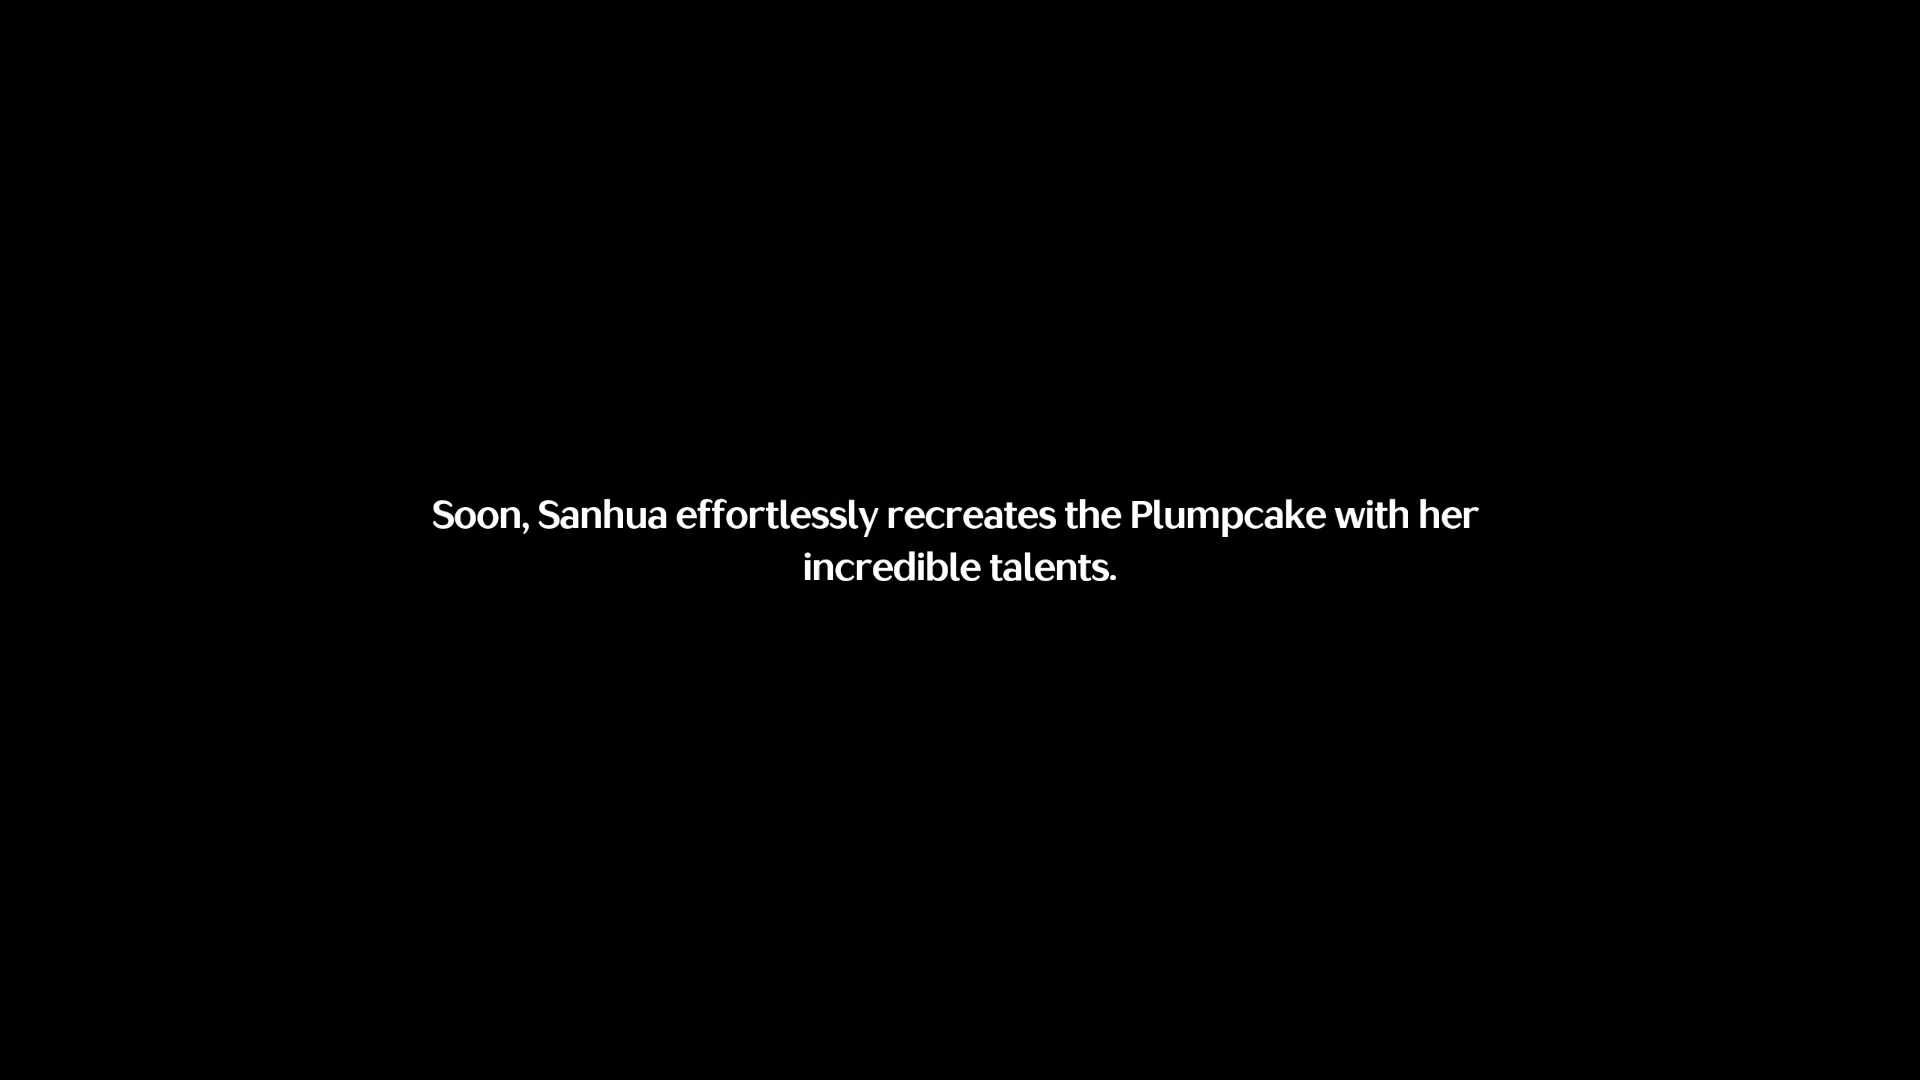 Soon, Sanhua effortlessly recreates the Plumpcake with her
incredible talents.